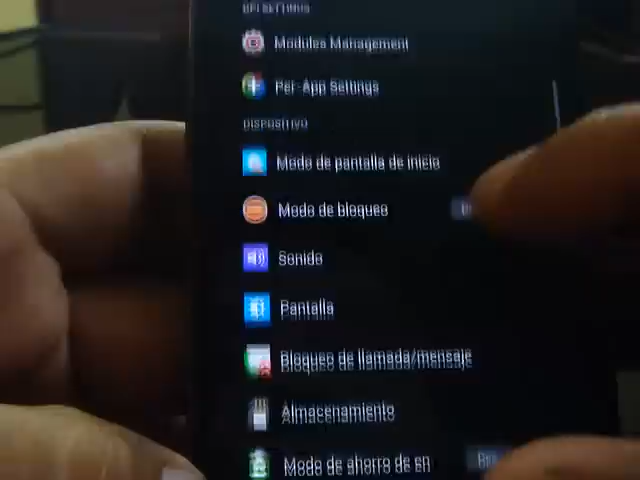 Modules Management
Per-App Settings
DISPOSITIVO
Modo de pantalla de inicio
Modo de bloqueo
Sonido
Pantalla
Bloqueo de llamada/mensaje
Almacenamiento
Modo de ahorro de en